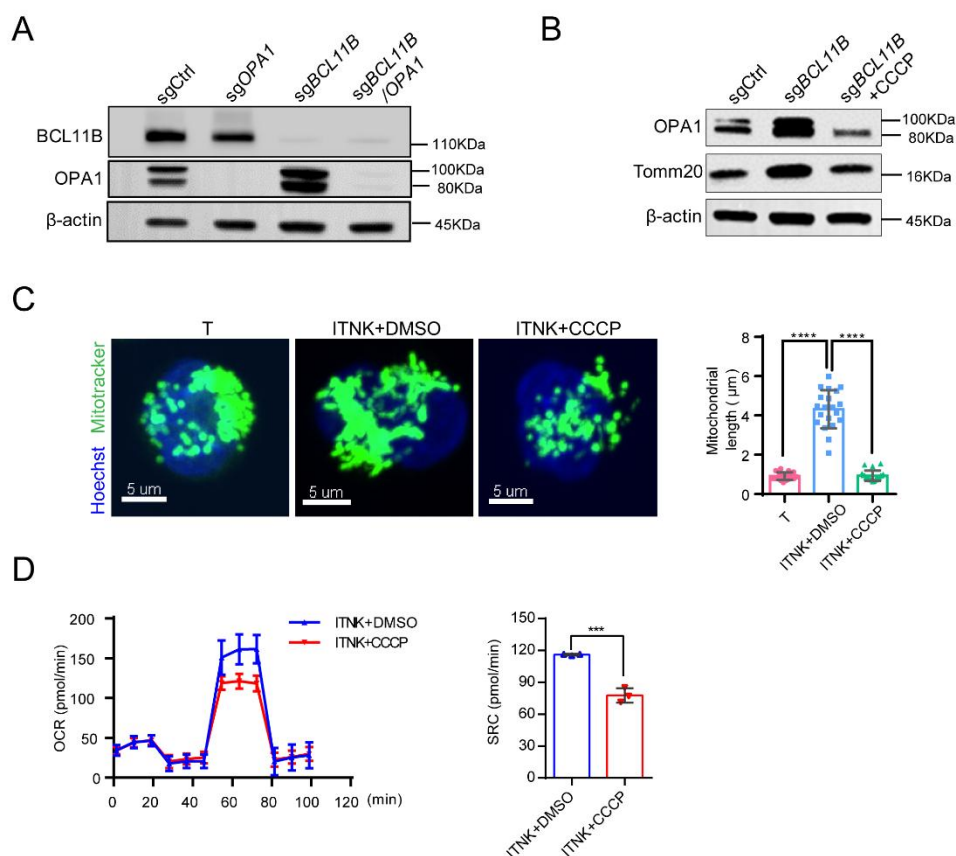 A
sgCtrl
sgOPA1
sgBCL11B
sgBCL11B
/OPA1
BCL11B
110KDa
OPA1
100KDa
80KDa
β-actin
45KDa
B
sgCtrl
sgBCL11B
sgBCL11B
+CCCP
OPA1
100KDa
80KDa
Tomm20
16KDa
β-actin
45KDa
C
T
ITNK+DMSO
ITNK+CCCP
Hoechst Mitotracker
5 um
5 um
5 um
Mitochondrial
length ( μm)
8
6
4
2
0
****
****
T
ITNK+DMSO
ITNK+CCCP
D
OCR (pmol/min)
200
150
100
50
0
0 20 40 60 80 100 120 (min)
ITNK+DMSO
ITNK+CCCP
SRC (pmol/min)
150
120
90
60
30
0
***
ITNK+DMSO
ITNK+CCCP